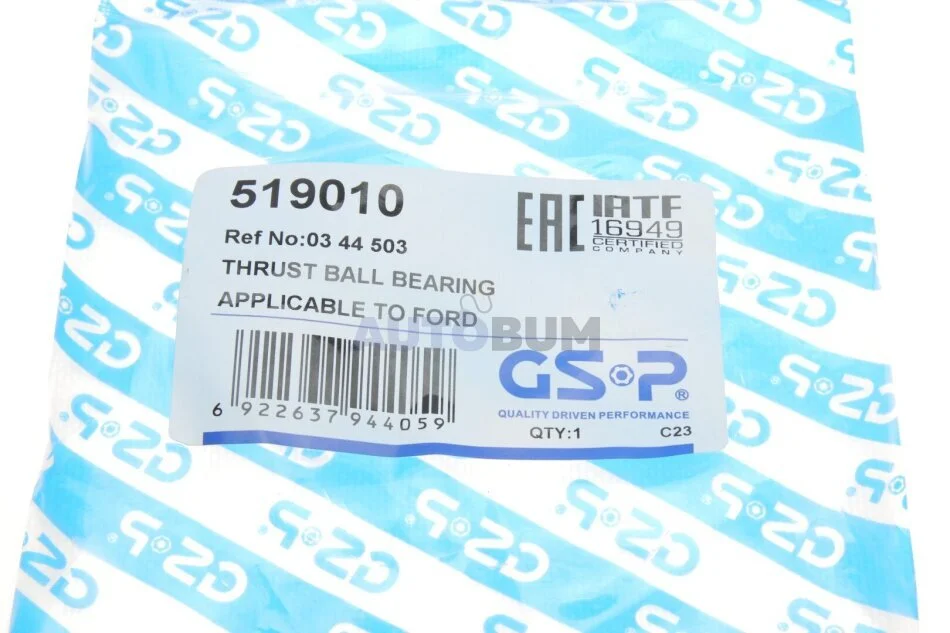 519010
EAC IATF
16949
CERTIFIED
COMPANY
Ref No:03 44 503
THRUST BALL BEARING
APPLICABLE TO FORD
AUTOBUM
6 922637 944059
GS·P®
QUALITY DRIVEN PERFORMANCE
QTY:1 C23